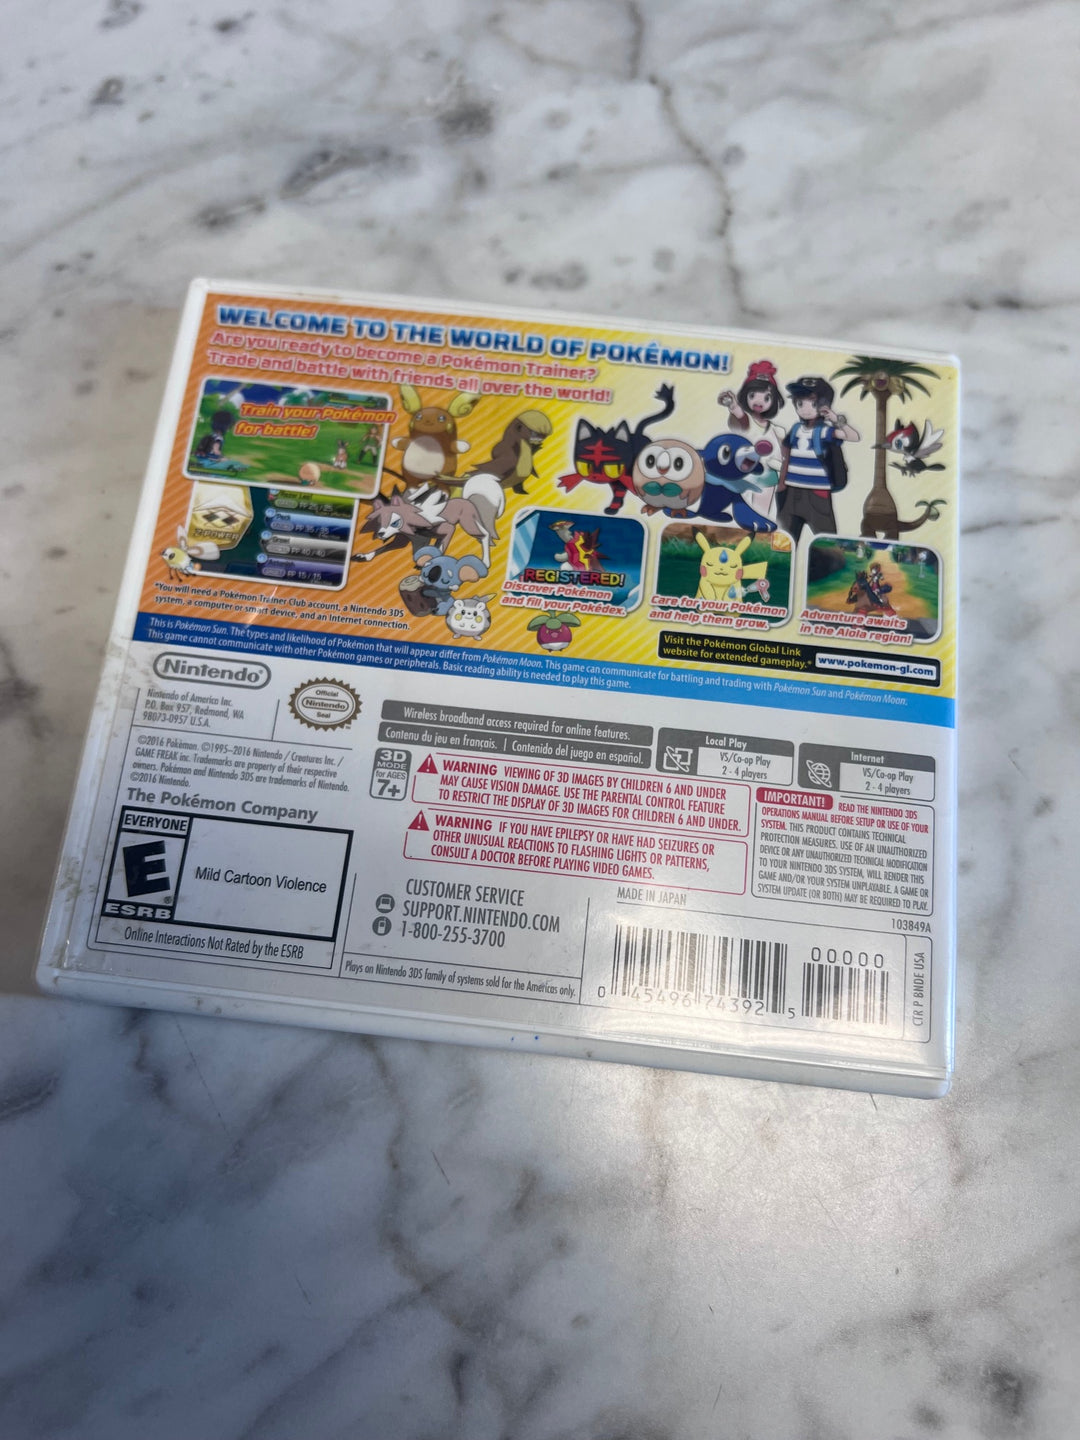 WELCOME TO THE WORLD OF POKÉMON!
Are you ready to become a Pokémon Trainer?
Trade and battle with friends all over the world!
Train your Pokémon
for battle!
Z-POWER
PP 40/40
PP 15/15
REGISTERED!
Discover Pokémon
and fill your Pokédex.
Care for your Pokémon
and help them grow.
Adventure awaits
in the Alola region!
*You will need a Pokémon Trainer Club account, a Nintendo 3DS
system, a computer or smart device, and an Internet connection.
Visit the Pokémon Global Link
website for extended gameplay.*
www.pokemon-gl.com
This is Pokémon Sun. The types and likelihood of Pokémon that will appear differ from Pokémon Moon. This game can communicate for battling and trading with Pokémon Sun and Pokémon Moon.
This game cannot communicate with other Pokémon games or peripherals. Basic reading ability is needed to play this game.
Nintendo®
Nintendo of America Inc.
P.O. Box 957, Redmond, WA
98073-0957 U.S.A.
Official
Nintendo
Seal
©2016 Pokémon. ©1995–2016 Nintendo / Creatures Inc. /
GAME FREAK inc. Trademarks are property of their respective
owners. Pokémon and Nintendo 3DS are trademarks of Nintendo.
©2016 Nintendo.
The Pokémon Company
EVERYONE
E
®
ESRB
Mild Cartoon Violence
Online Interactions Not Rated by the ESRB
Wireless broadband access required for online features.
Contenu du jeu en français. | Contenido del juego en español.
Local Play
VS/Co-op Play
2 - 4 players
Internet
VS/Co-op Play
2 - 4 players
3D
MODE
for AGES
7+
WARNING VIEWING OF 3D IMAGES BY CHILDREN 6 AND UNDER
MAY CAUSE VISION DAMAGE. USE THE PARENTAL CONTROL FEATURE
TO RESTRICT THE DISPLAY OF 3D IMAGES FOR CHILDREN 6 AND UNDER.
WARNING IF YOU HAVE EPILEPSY OR HAVE HAD SEIZURES OR
OTHER UNUSUAL REACTIONS TO FLASHING LIGHTS OR PATTERNS,
CONSULT A DOCTOR BEFORE PLAYING VIDEO GAMES.
IMPORTANT! READ THE NINTENDO 3DS
OPERATIONS MANUAL BEFORE SETUP OR USE OF YOUR
SYSTEM. THIS PRODUCT CONTAINS TECHNICAL
PROTECTION MEASURES. USE OF AN UNAUTHORIZED
DEVICE OR ANY UNAUTHORIZED TECHNICAL MODIFICATION
TO YOUR NINTENDO 3DS SYSTEM, WILL RENDER THIS
GAME AND/OR YOUR SYSTEM UNPLAYABLE. A GAME OR
SYSTEM UPDATE (OR BOTH) MAY BE REQUIRED TO PLAY.
CUSTOMER SERVICE
SUPPORT.NINTENDO.COM
1-800-255-3700
Plays on Nintendo 3DS family of systems sold for the Americas only.
MADE IN JAPAN
103849A
00000
0 45496 74392 5
CTR P BNDE USA